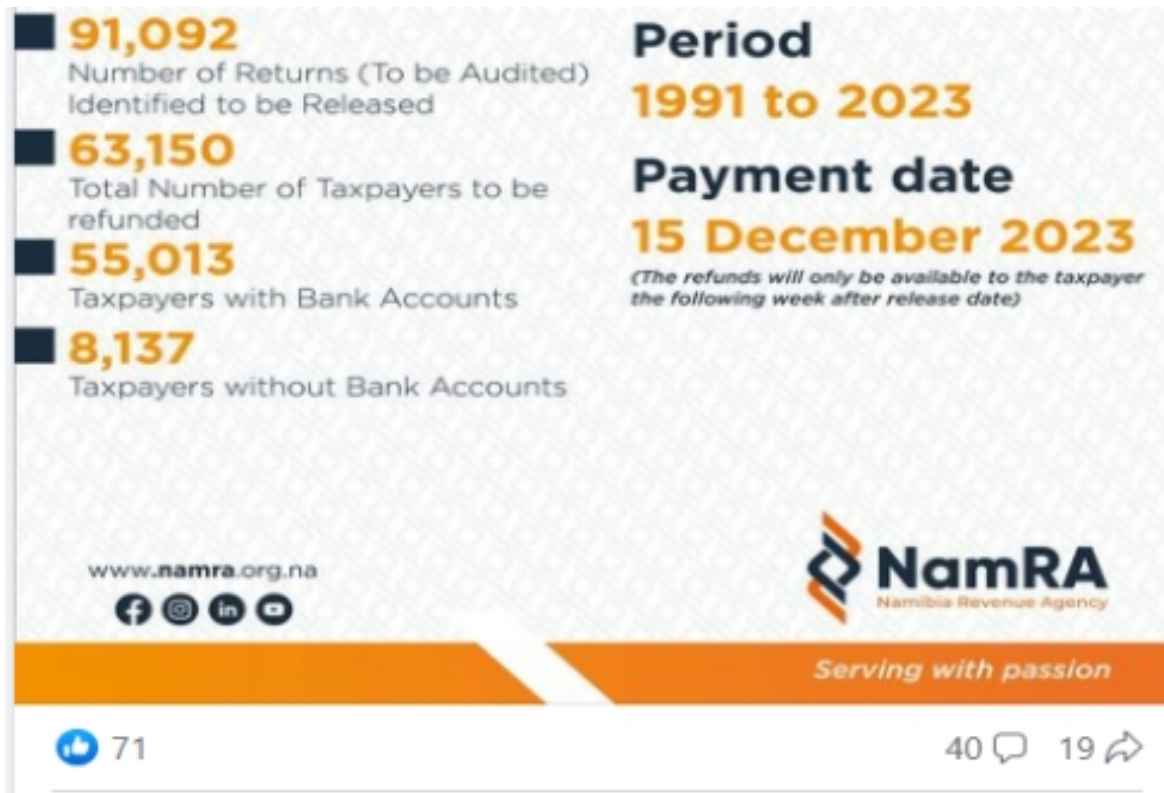 91,092
Number of Returns (To be Audited)
Identified to be Released
63,150
Total Number of Taxpayers to be
refunded
55,013
Taxpayers with Bank Accounts
8,137
Taxpayers without Bank Accounts
Period
1991 to 2023
Payment date
15 December 2023
(The refunds will only be available to the taxpayer
the following week after release date)
www.namra.org.na
NamRA
Namibia Revenue Agency
Serving with passion
71
40
19